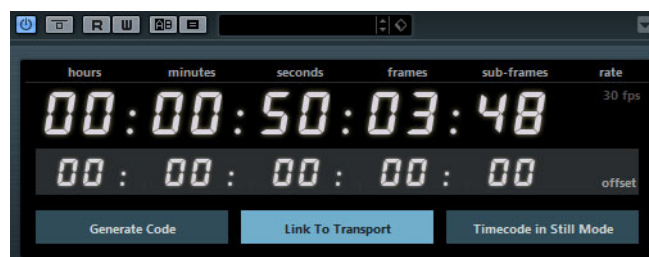 R W AB
hours minutes seconds frames sub-frames rate
00:00:50:03:48 30 fps
00: 00: 00: 00: 00 offset
Generate Code Link To Transport Timecode in Still Mode